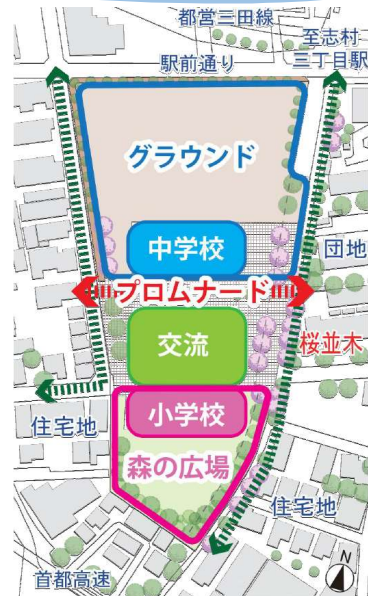 都営三田線
至志村
三丁目駅
駅前通り
グラウンド
中学校
団地
プロムナード
交流
桜並木
小学校
住宅地
森の広場
住宅地
首都高速
N